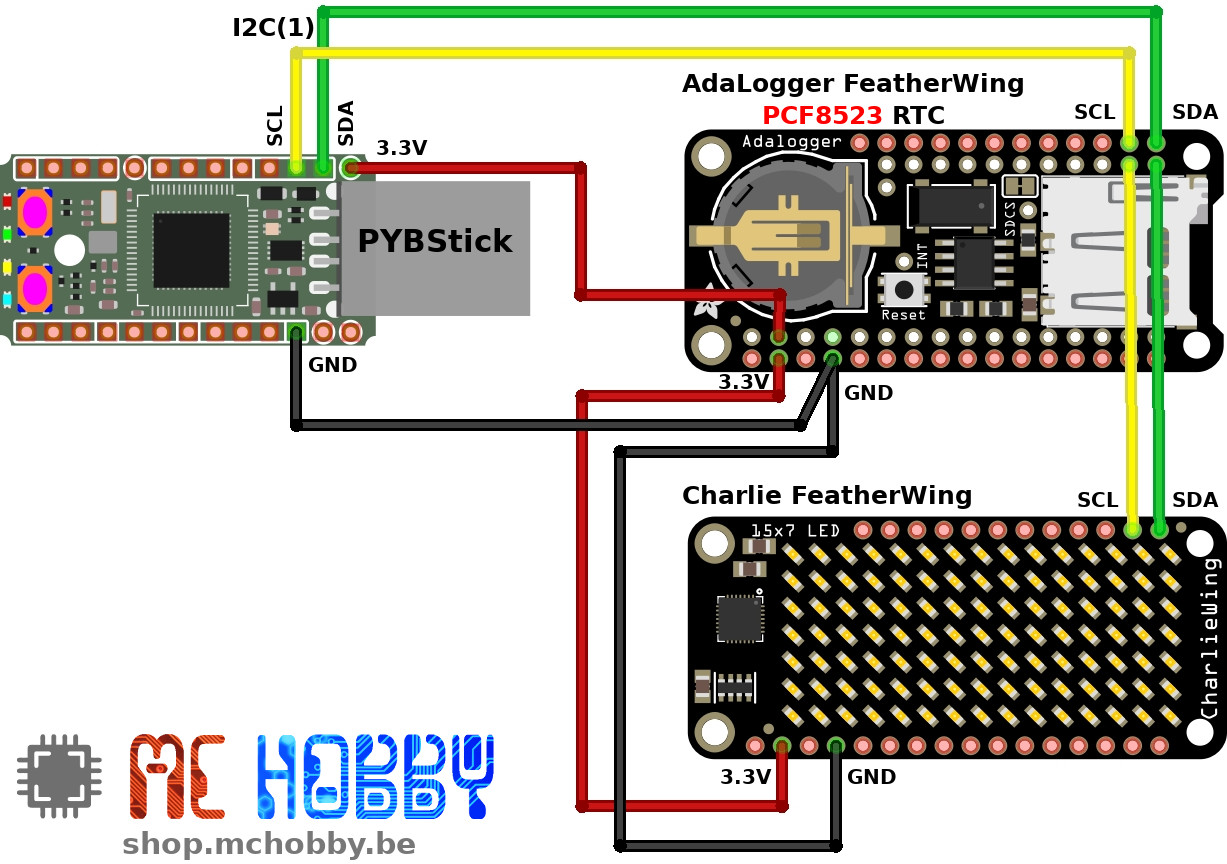 I2C(1)
SCL
SDA
3.3V
PYBStick
GND
AdaLogger FeatherWing
PCF8523 RTC
SCL
SDA
Adalogger
SDCS
INT
Reset
3.3V
GND
Charlie FeatherWing
SCL
SDA
15x7 LED
CharlieWing
3.3V
GND
MC HOBBY
shop.mchobby.be